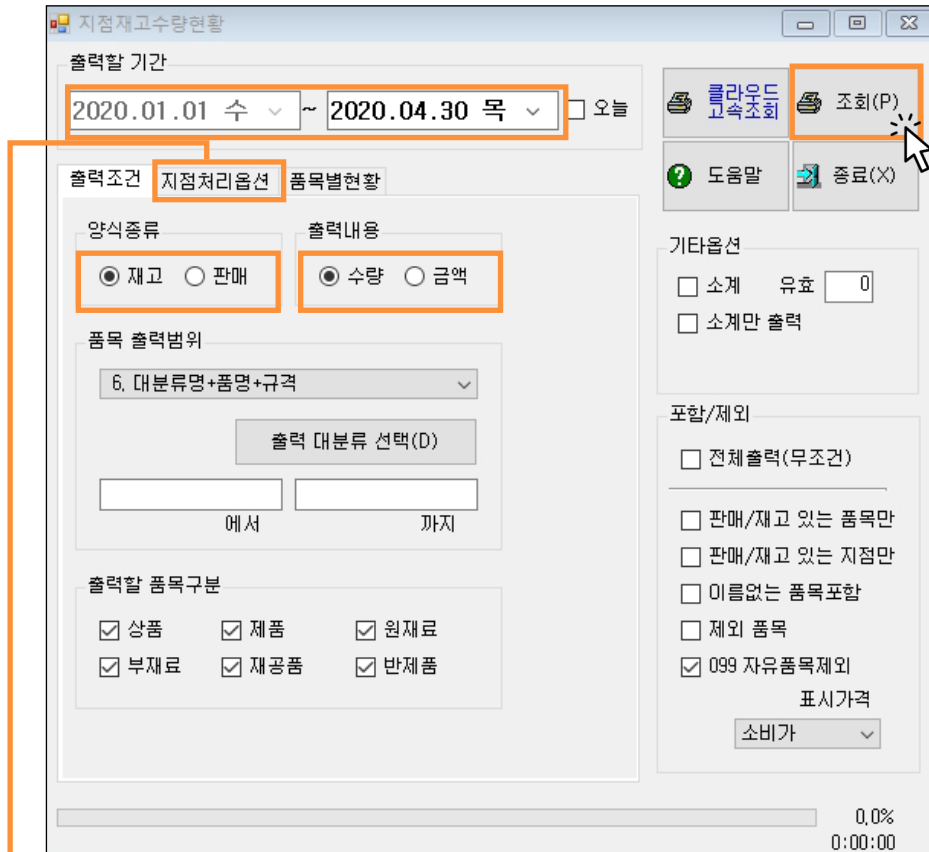 지점재고수량현황
출력할 기간
2020.01.01 수 ~ 2020.04.30 목 오늘
클라우드
고속조회
조회(P)
도움말 종료(X)
출력조건 지점처리옵션 품목별현황
양식종류
재고 판매
출력내용
수량 금액
품목 출력범위
6. 대분류명+품명+규격
출력 대분류 선택(D)
에서 까지
출력할 품목구분
상품 제품 원재료
부재료 재공품 반제품
기타옵션
소계 유효 0
소계만 출력
포함/제외
전체출력(무조건)
판매/재고 있는 품목만
판매/재고 있는 지점만
이름없는 품목포함
제외 품목
099 자유품목제외
표시가격
소비가
0.0%
0:00:00